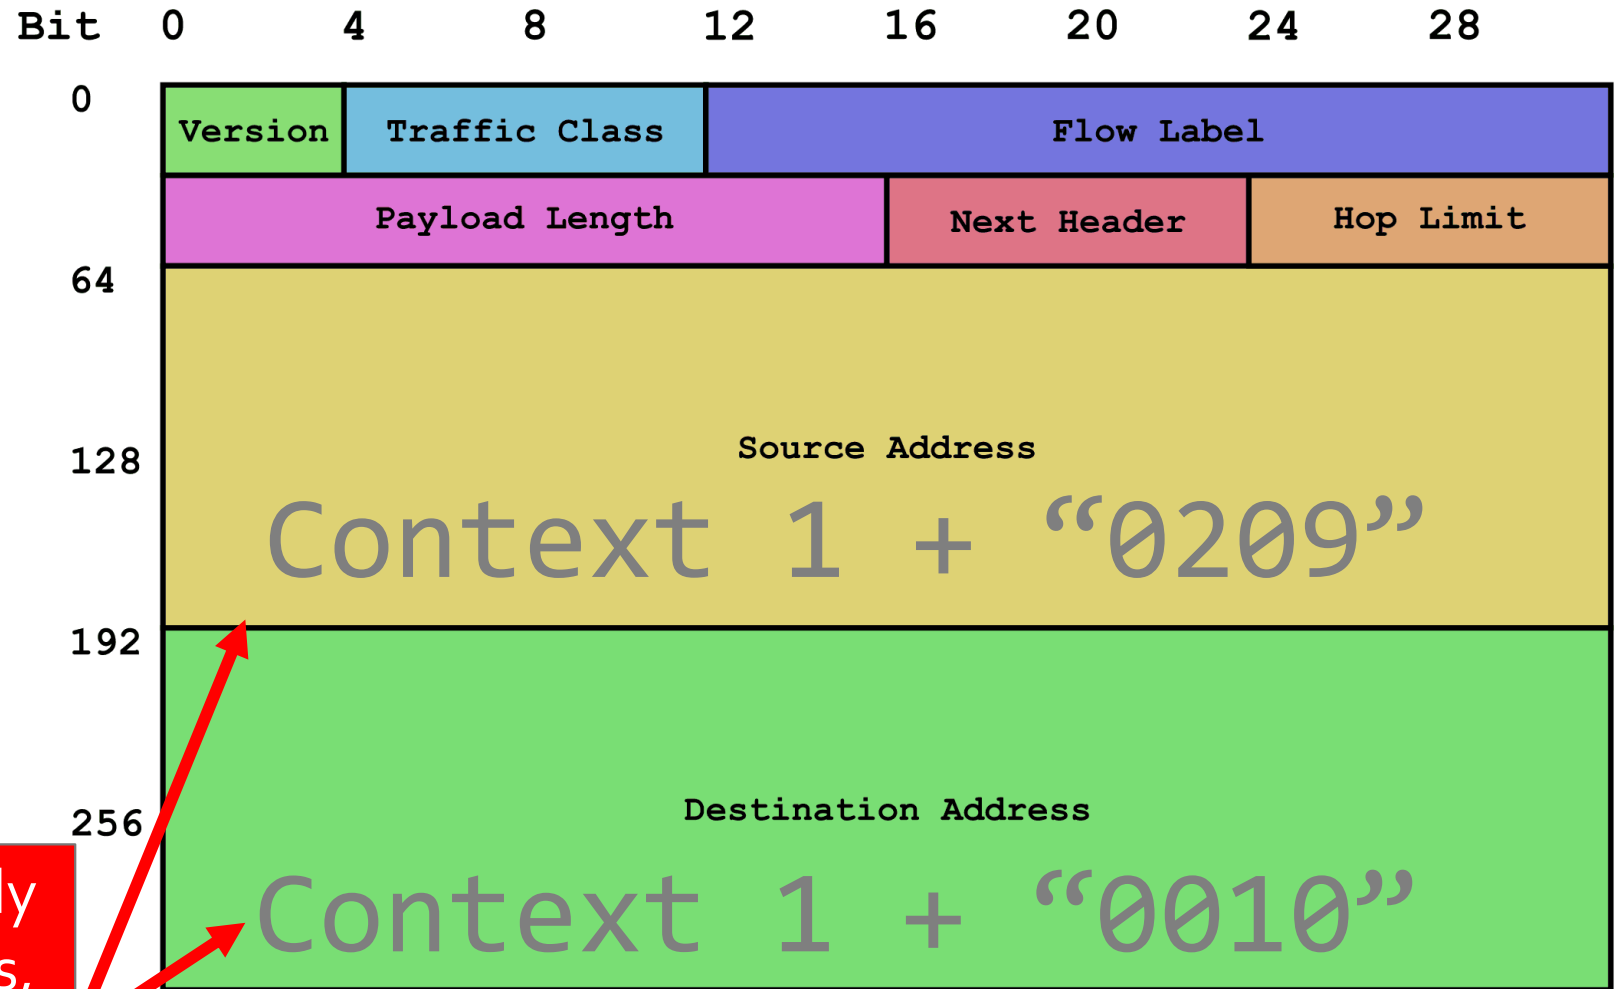 Bit 0 4 8 12 16 20 24 28
0
Version Traffic Class Flow Label
Payload Length Next Header Hop Limit
64
Source Address
128
Context 1 + “0209”
192
Destination Address
256
Context 1 + “0010”